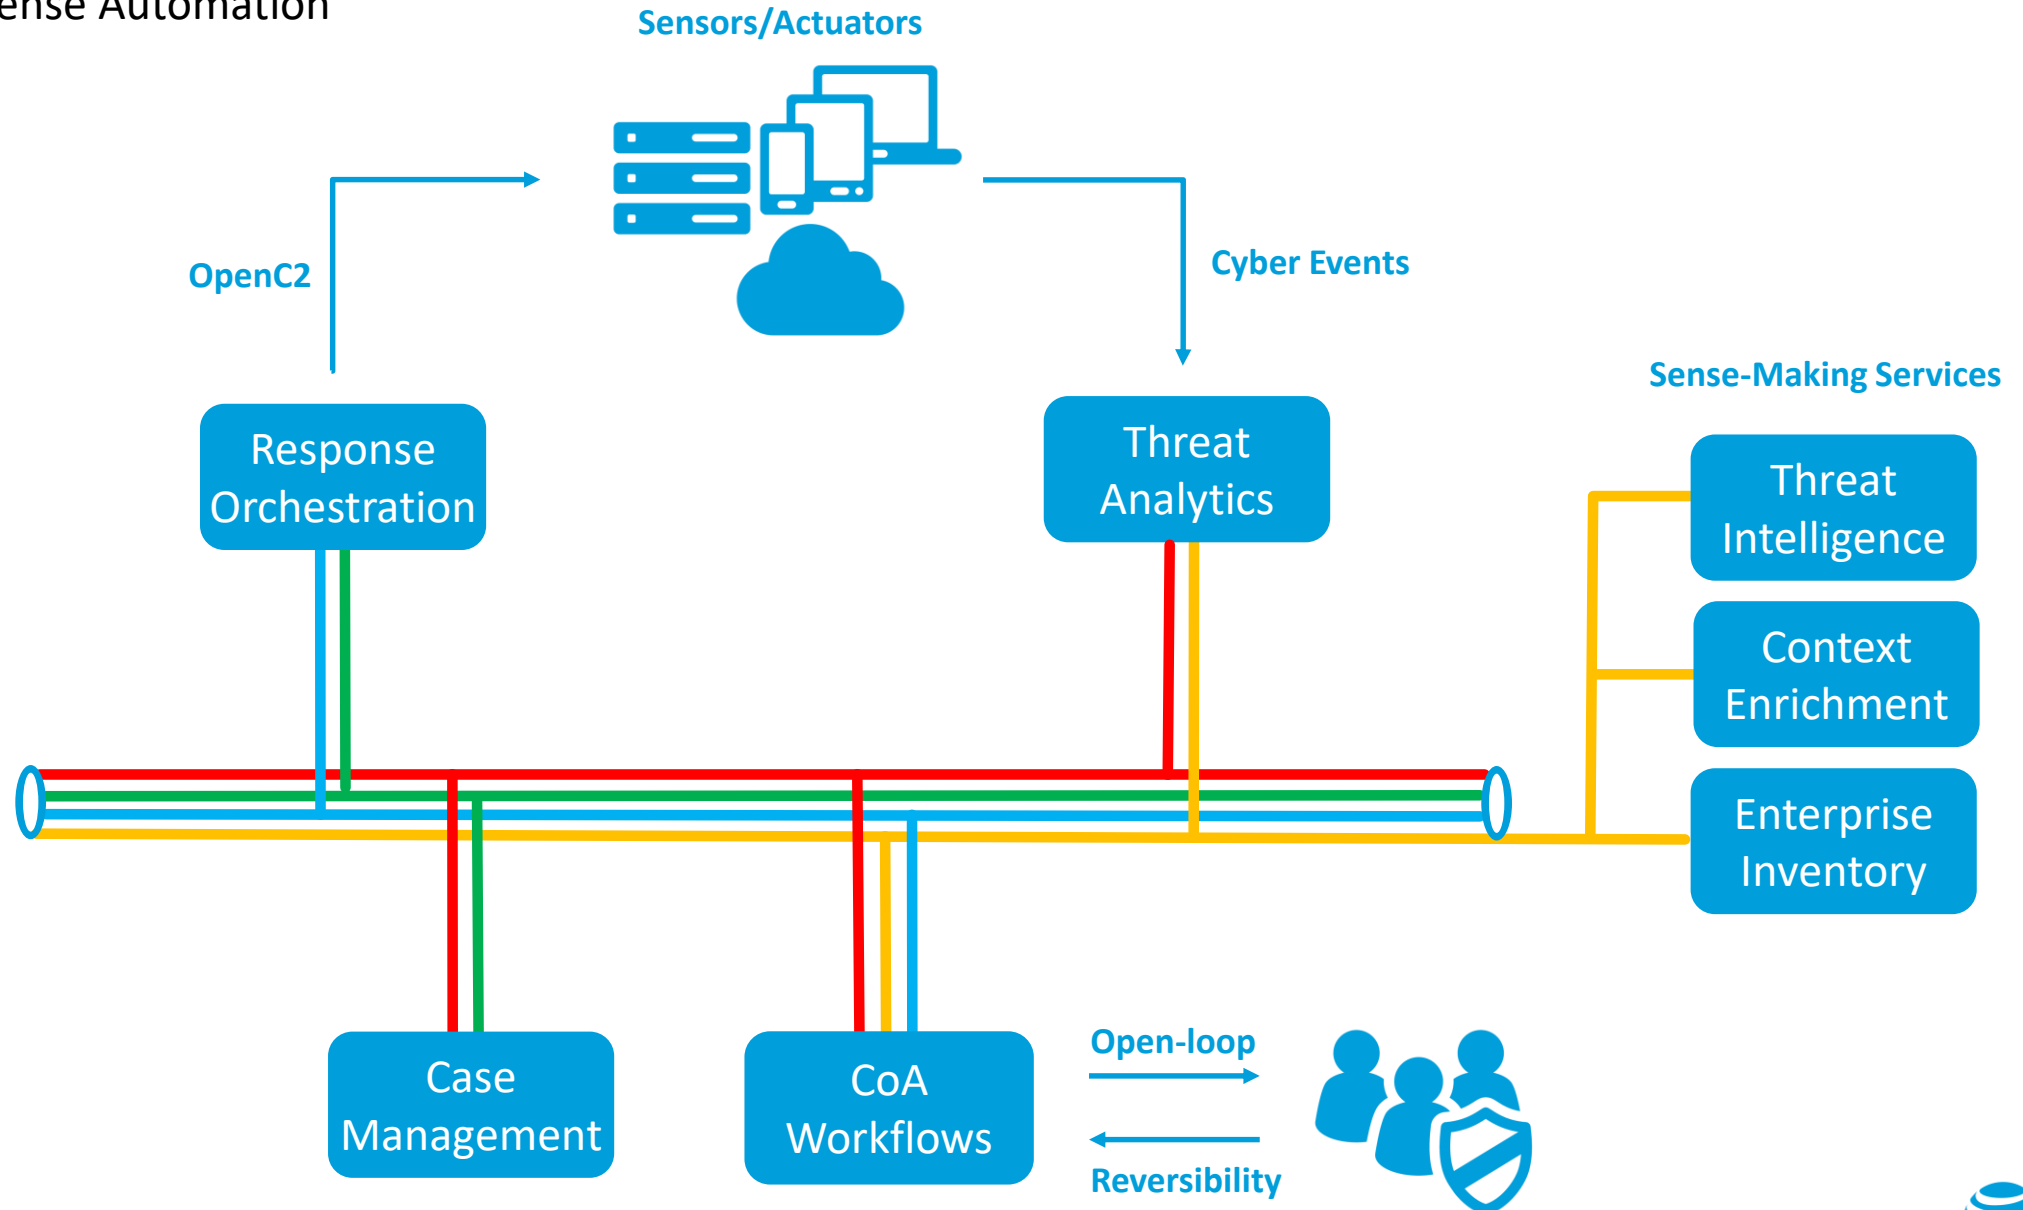 Automation
Sensors/Actuators
OpenC2
Cyber Events
Sense-Making Services
Response
Orchestration
Threat
Analytics
Threat
Intelligence
Context
Enrichment
Enterprise
Inventory
Case
Management
CoA
Workflows
Open-loop
Reversibility